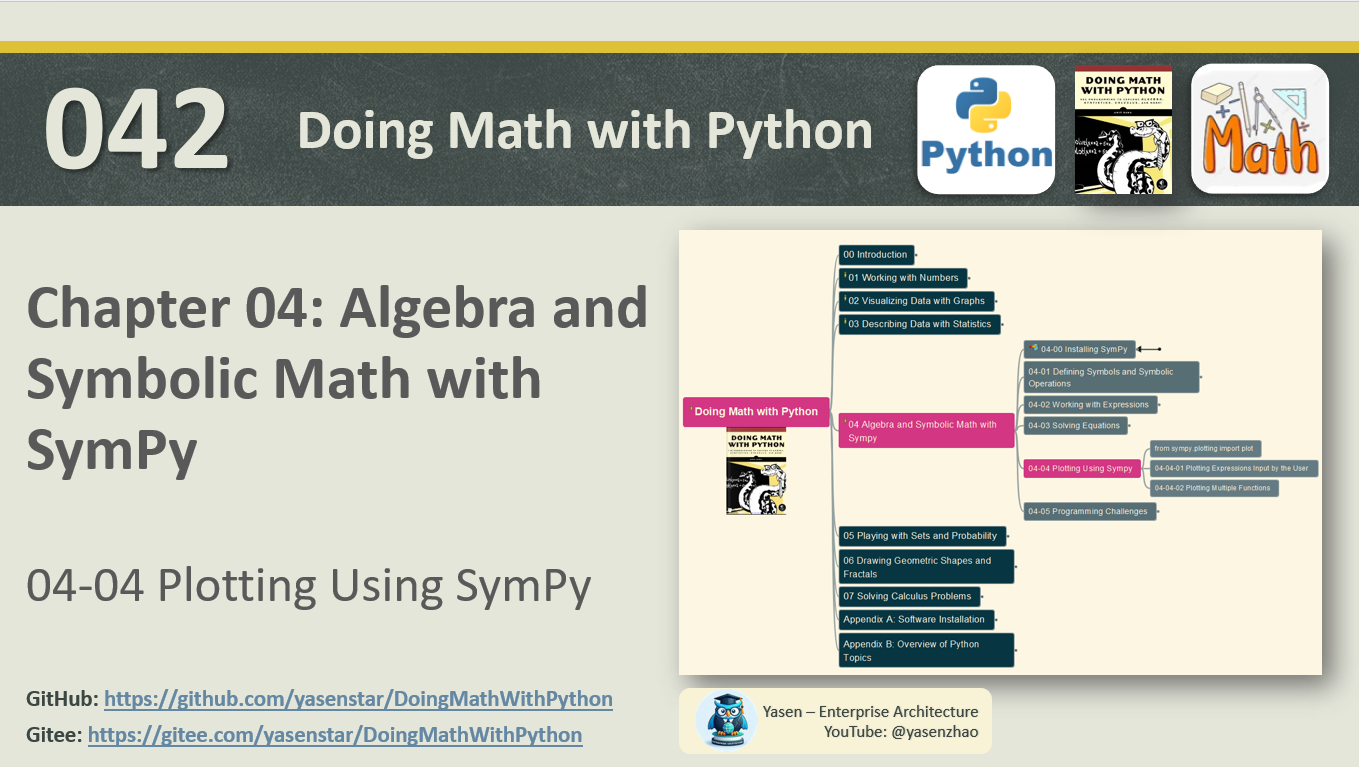 042
Doing Math with Python
Python
DOING MATH
WITH PYTHON
Math
Chapter 04: Algebra and
Symbolic Math with
SymPy
04-04 Plotting Using SymPy
GitHub: https://github.com/yasenstar/DoingMathWithPython
Gitee: https://gitee.com/yasenstar/DoingMathWithPython
Doing Math with Python
DOING MATH
WITH PYTHON
00 Introduction
01 Working with Numbers
02 Visualizing Data with Graphs
03 Describing Data with Statistics
04 Algebra and Symbolic Math with
Sympy
04-00 Installing SymPy
04-01 Defining Symbols and Symbolic
Operations
04-02 Working with Expressions
04-03 Solving Equations
04-04 Plotting Using Sympy
from sympy.plotting import plot
04-04-01 Plotting Expressions Input by the User
04-04-02 Plotting Multiple Functions
04-05 Programming Challenges
05 Playing with Sets and Probability
06 Drawing Geometric Shapes and
Fractals
07 Solving Calculus Problems
Appendix A: Software Installation
Appendix B: Overview of Python
Topics
Yasen – Enterprise Architecture
YouTube: @yasenzhao